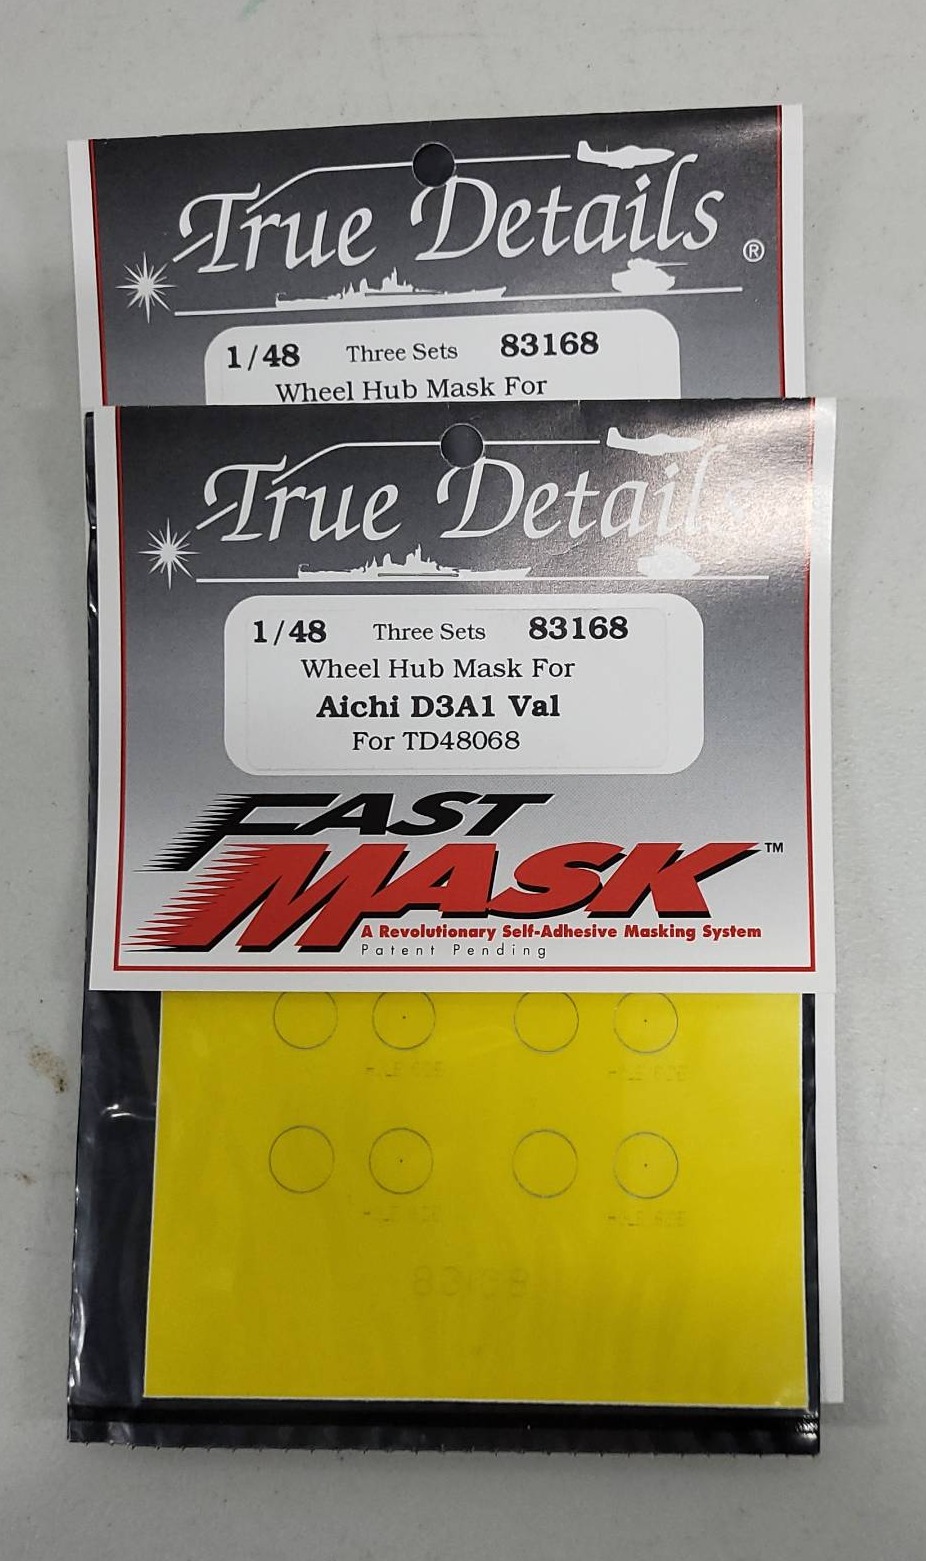 True Details ®
1/48 Three Sets 83168
Wheel Hub Mask For
True Details
1/48 Three Sets 83168
Wheel Hub Mask For
Aichi D3A1 Val
For TD48068
FAST
MASK ™
A Revolutionary Self-Adhesive Masking System
Patent Pending